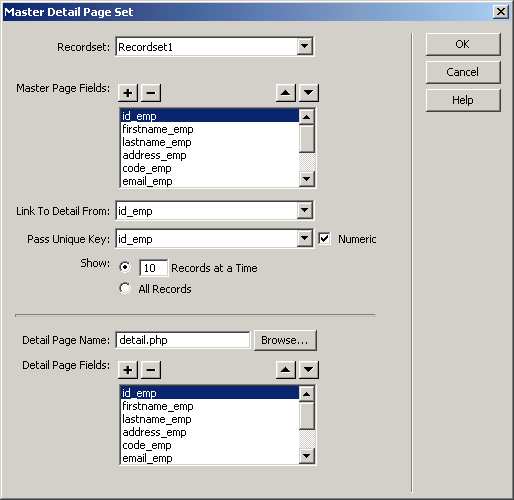 Master Detail Page Set
Recordset: Recordset1
OK
Cancel
Help
Master Page Fields:
id_emp
firstname_emp
lastname_emp
address_emp
code_emp
email_emp
Link To Detail From: id_emp
Pass Unique Key: id_emp Numeric
Show: 10 Records at a Time
All Records
Detail Page Name: detail.php Browse...
Detail Page Fields:
id_emp
firstname_emp
lastname_emp
address_emp
code_emp
email_emp